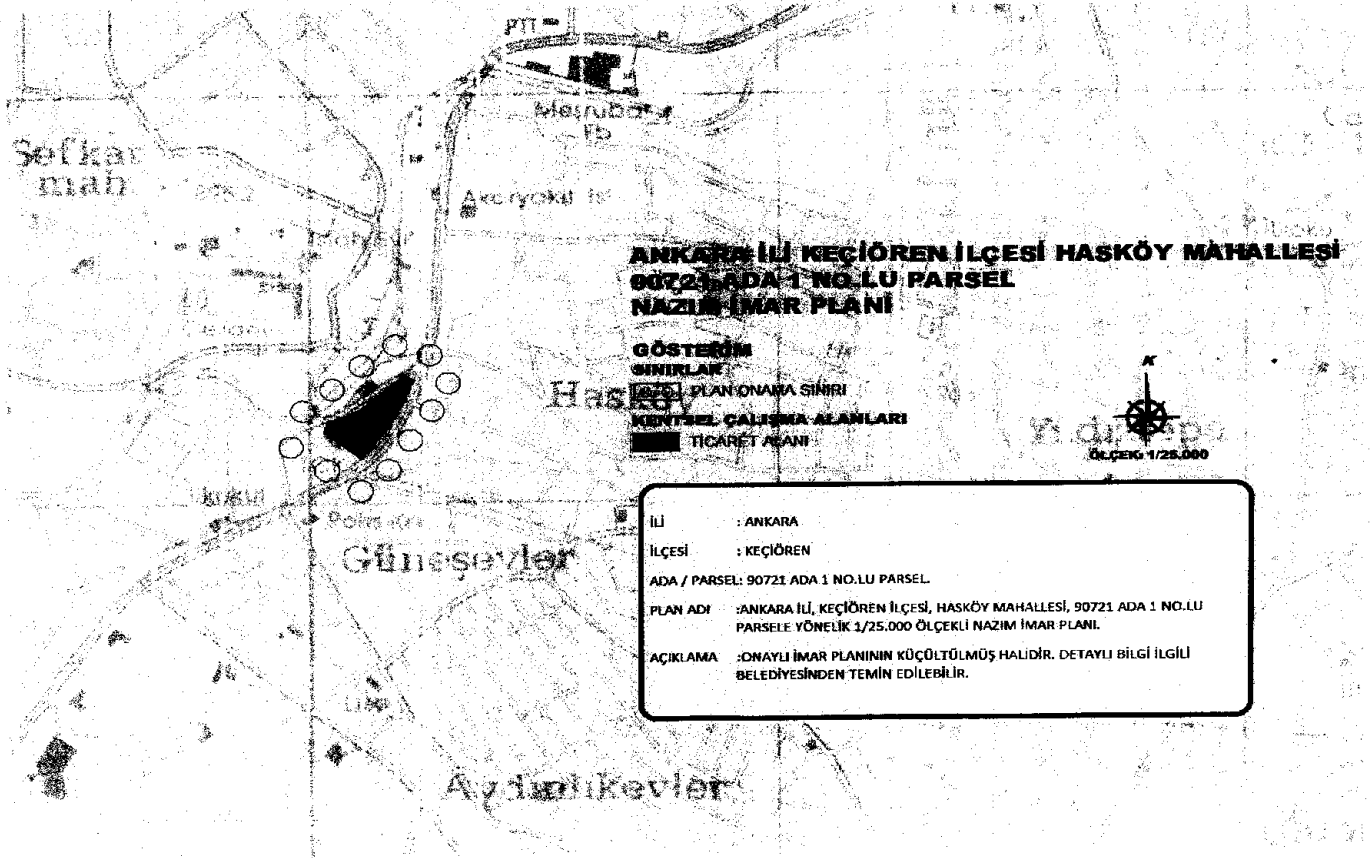 PTT
Meşrubat Fb
Hasköy
Güneşevler
Aydınlıkevler
ANKARA İLİ KEÇİÖREN İLÇESİ HASKÖY MAHALLESİ
90721 ADA 1 NO.LU PARSEL
NAZIM İMAR PLANİ
GÖSTERİM
SINIRLAR
PLAN ONAMA SINIRI
KENTSEL ÇALIŞMA ALANLARI
TİCARET ALANI
K
ÖLÇEK: 1/25.000
İLİ : ANKARA
İLÇESİ : KEÇİÖREN
ADA / PARSEL: 90721 ADA 1 NO.LU PARSEL.
PLAN ADI :ANKARA İLİ, KEÇİÖREN İLÇESİ, HASKÖY MAHALLESİ, 90721 ADA 1 NO.LU
PARSELE YÖNELİK 1/25.000 ÖLÇEKLİ NAZIM İMAR PLANI.
AÇIKLAMA :ONAYLI İMAR PLANININ KÜÇÜLTÜLMÜŞ HALİDİR. DETAYLI BİLGİ İLGİLİ
BELEDİYESİNDEN TEMİN EDİLEBİLİR.